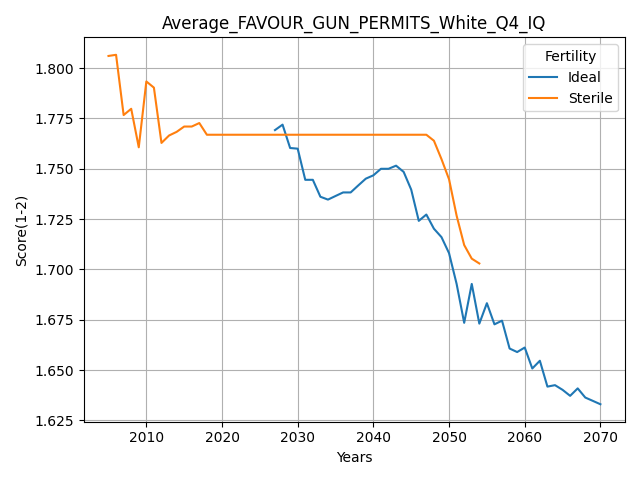 Average_FAVOUR_GUN_PERMITS_White_Q4_IQ
Fertility
Ideal
Sterile
Score(1-2)
1.800
1.775
1.750
1.725
1.700
1.675
1.650
1.625
2010 2020 2030 2040 2050 2060 2070
Years